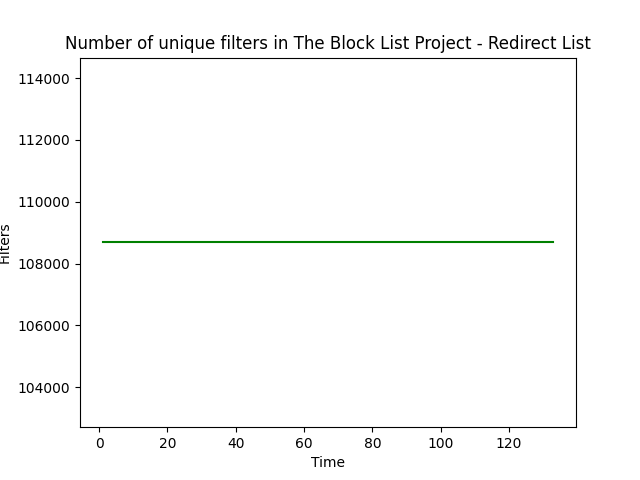 Number of unique filters in The Block List Project - Redirect List
114000
112000
110000
108000
106000
104000
Filters
0 20 40 60 80 100 120
Time